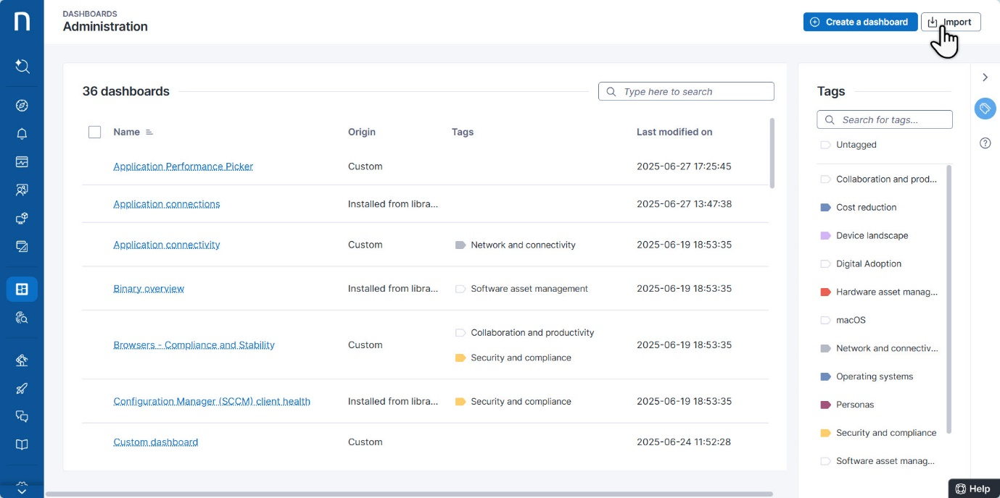 DASHBOARDS
Administration
Create a dashboard
Import
36 dashboards
Type here to search
Name Origin Tags Last modified on
Application Performance Picker Custom 2025-06-27 17:25:45
Application connections Installed from libra... 2025-06-27 13:47:38
Application connectivity Custom Network and connectivity 2025-06-19 18:53:35
Binary overview Installed from libra... Software asset management 2025-06-19 18:53:35
Browsers - Compliance and Stability Custom Collaboration and productivity 2025-06-19 18:53:35
Security and compliance
Configuration Manager (SCCM) client health Installed from libra... Security and compliance 2025-06-19 18:53:35
Custom dashboard Custom 2025-06-24 11:52:28
Tags
Search for tags...
Untagged
Collaboration and prod...
Cost reduction
Device landscape
Digital Adoption
Hardware asset manag...
macOS
Network and connectiv...
Operating systems
Personas
Security and compliance
Software asset manag...
Help